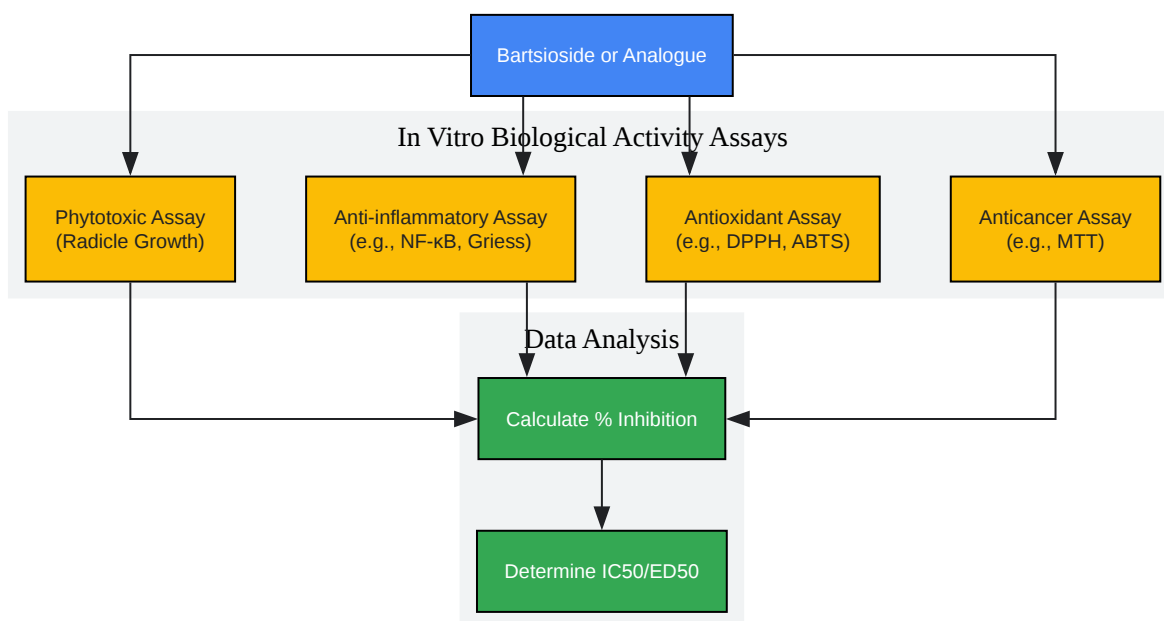 Bartsioside or Analogue
In Vitro Biological Activity Assays
Phytotoxic Assay
(Radicle Growth)
Anti-inflammatory Assay
(e.g., NF-κB, Griess)
Antioxidant Assay
(e.g., DPPH, ABTS)
Anticancer Assay
(e.g., MTT)
Data Analysis
Calculate % Inhibition
Determine IC50/ED50